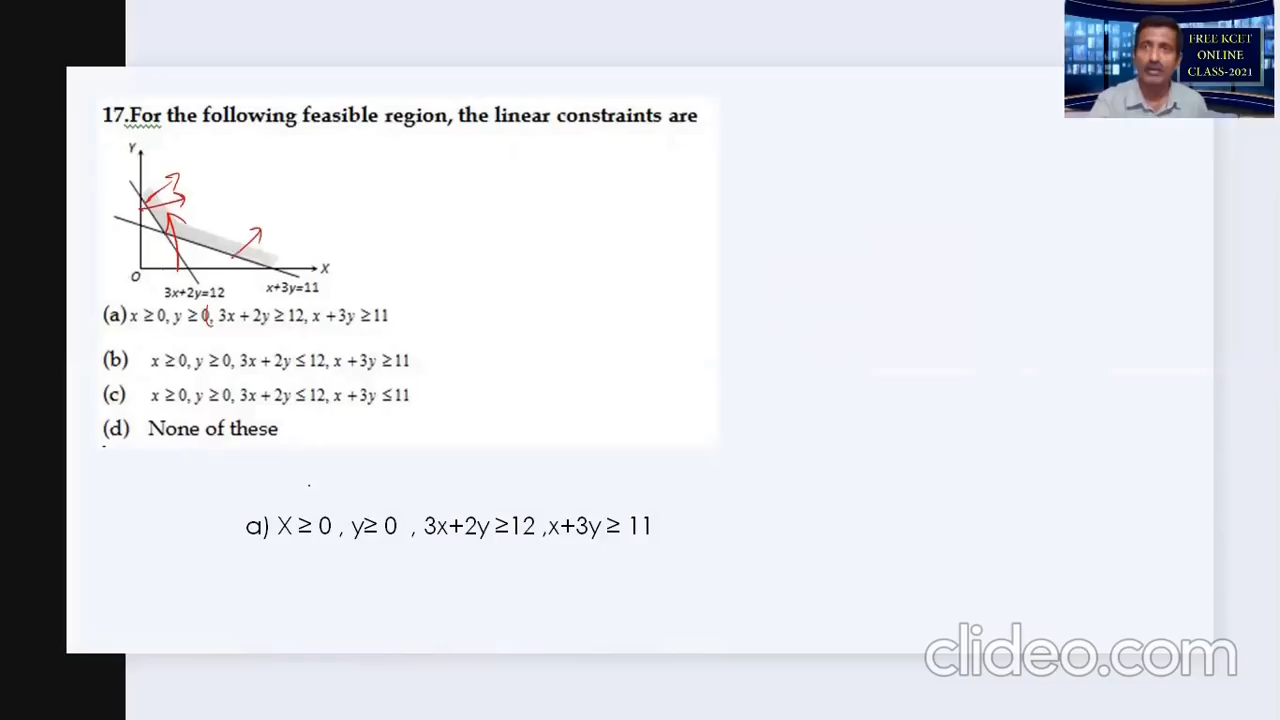 FREE KCET
ONLINE
CLASS-2021
17.For the following feasible region, the linear constraints are
Y
O
X
3x+2y=12
x+3y=11
(a) x ≥ 0, y ≥ 0, 3x + 2y ≥ 12, x + 3y ≥ 11
(b) x ≥ 0, y ≥ 0, 3x + 2y ≤ 12, x + 3y ≥ 11
(c) x ≥ 0, y ≥ 0, 3x + 2y ≤ 12, x + 3y ≤ 11
(d) None of these
a) X ≥ 0 , y≥ 0 , 3x+2y ≥12 ,x+3y ≥ 11
clideo.com